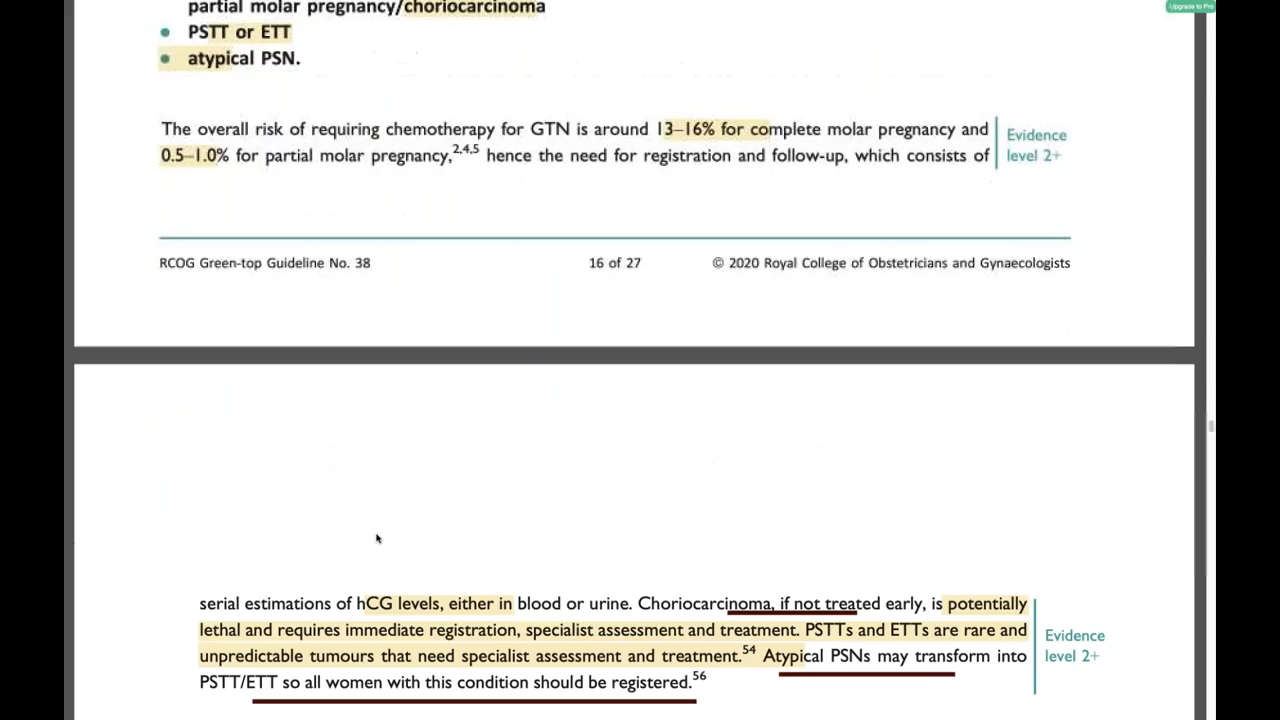 Upgrade to Pro
partial molar pregnancy/choriocarcinoma
• PSTT or ETT
• atypical PSN.
The overall risk of requiring chemotherapy for GTN is around 13–16% for complete molar pregnancy and
0.5–1.0% for partial molar pregnancy,2,4,5 hence the need for registration and follow-up, which consists of
Evidence
level 2+
RCOG Green-top Guideline No. 38
16 of 27
© 2020 Royal College of Obstetricians and Gynaecologists
serial estimations of hCG levels, either in blood or urine. Choriocarcinoma, if not treated early, is potentially
lethal and requires immediate registration, specialist assessment and treatment. PSTTs and ETTs are rare and
unpredictable tumours that need specialist assessment and treatment.54 Atypical PSNs may transform into
PSTT/ETT so all women with this condition should be registered.56
Evidence
level 2+